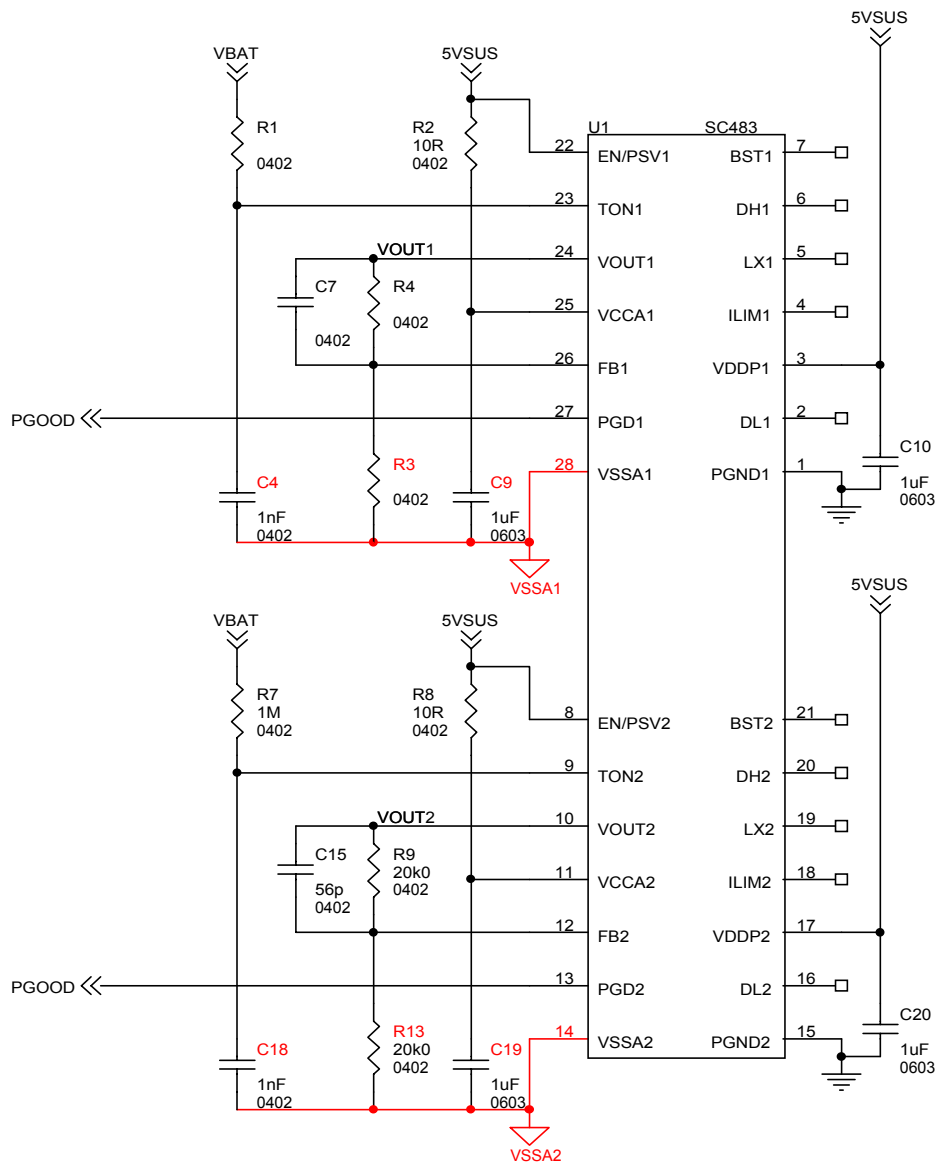 5VSUS
VBAT
5VSUS
R1
0402
R2
10R
0402
U1
SC483
22
EN/PSV1
BST1
7
23
TON1
DH1
6
VOUT1
24
VOUT1
LX1
5
C7
0402
R4
0402
25
VCCA1
ILIM1
4
26
FB1
VDDP1
3
PGOOD
27
PGD1
DL1
2
C10
1uF
0603
28
VSSA1
PGND1
1
C4
1nF
0402
R3
0402
C9
1uF
0603
VSSA1
5VSUS
VBAT
5VSUS
R7
1M
0402
R8
10R
0402
8
EN/PSV2
BST2
21
9
TON2
DH2
20
VOUT2
10
VOUT2
LX2
19
C15
56p
0402
R9
20k0
0402
11
VCCA2
ILIM2
18
12
FB2
VDDP2
17
PGOOD
13
PGD2
DL2
16
C20
1uF
0603
14
VSSA2
PGND2
15
C18
1nF
0402
R13
20k0
0402
C19
1uF
0603
VSSA2